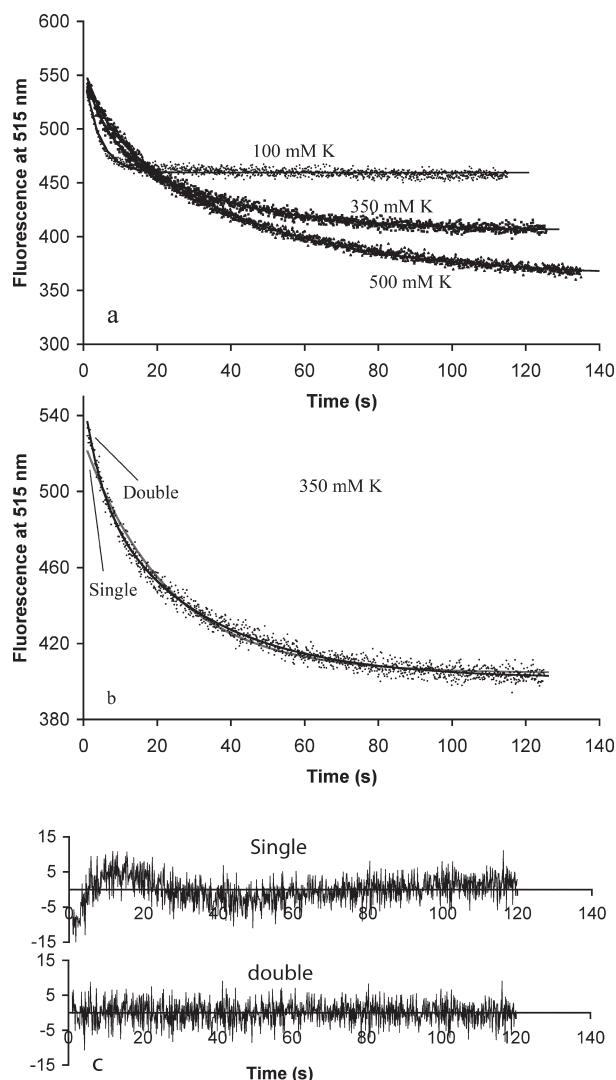 600
550
500
450
400
350
300
Fluorescence at 515 nm
100 mM K
350 mM K
500 mM K
a
0 20 40 60 80 100 120 140
Time (s)
540
500
460
420
380
Fluorescence at 515 nm
Double
350 mM K
Single
b
0 20 40 60 80 100 120 140
Time (s)
15
5
-5
-15
Single
0 20 40 60 80 100 120 140
15
5
-5
-15
double
0 20 40 60 80 100 120 140
c
Time (s)